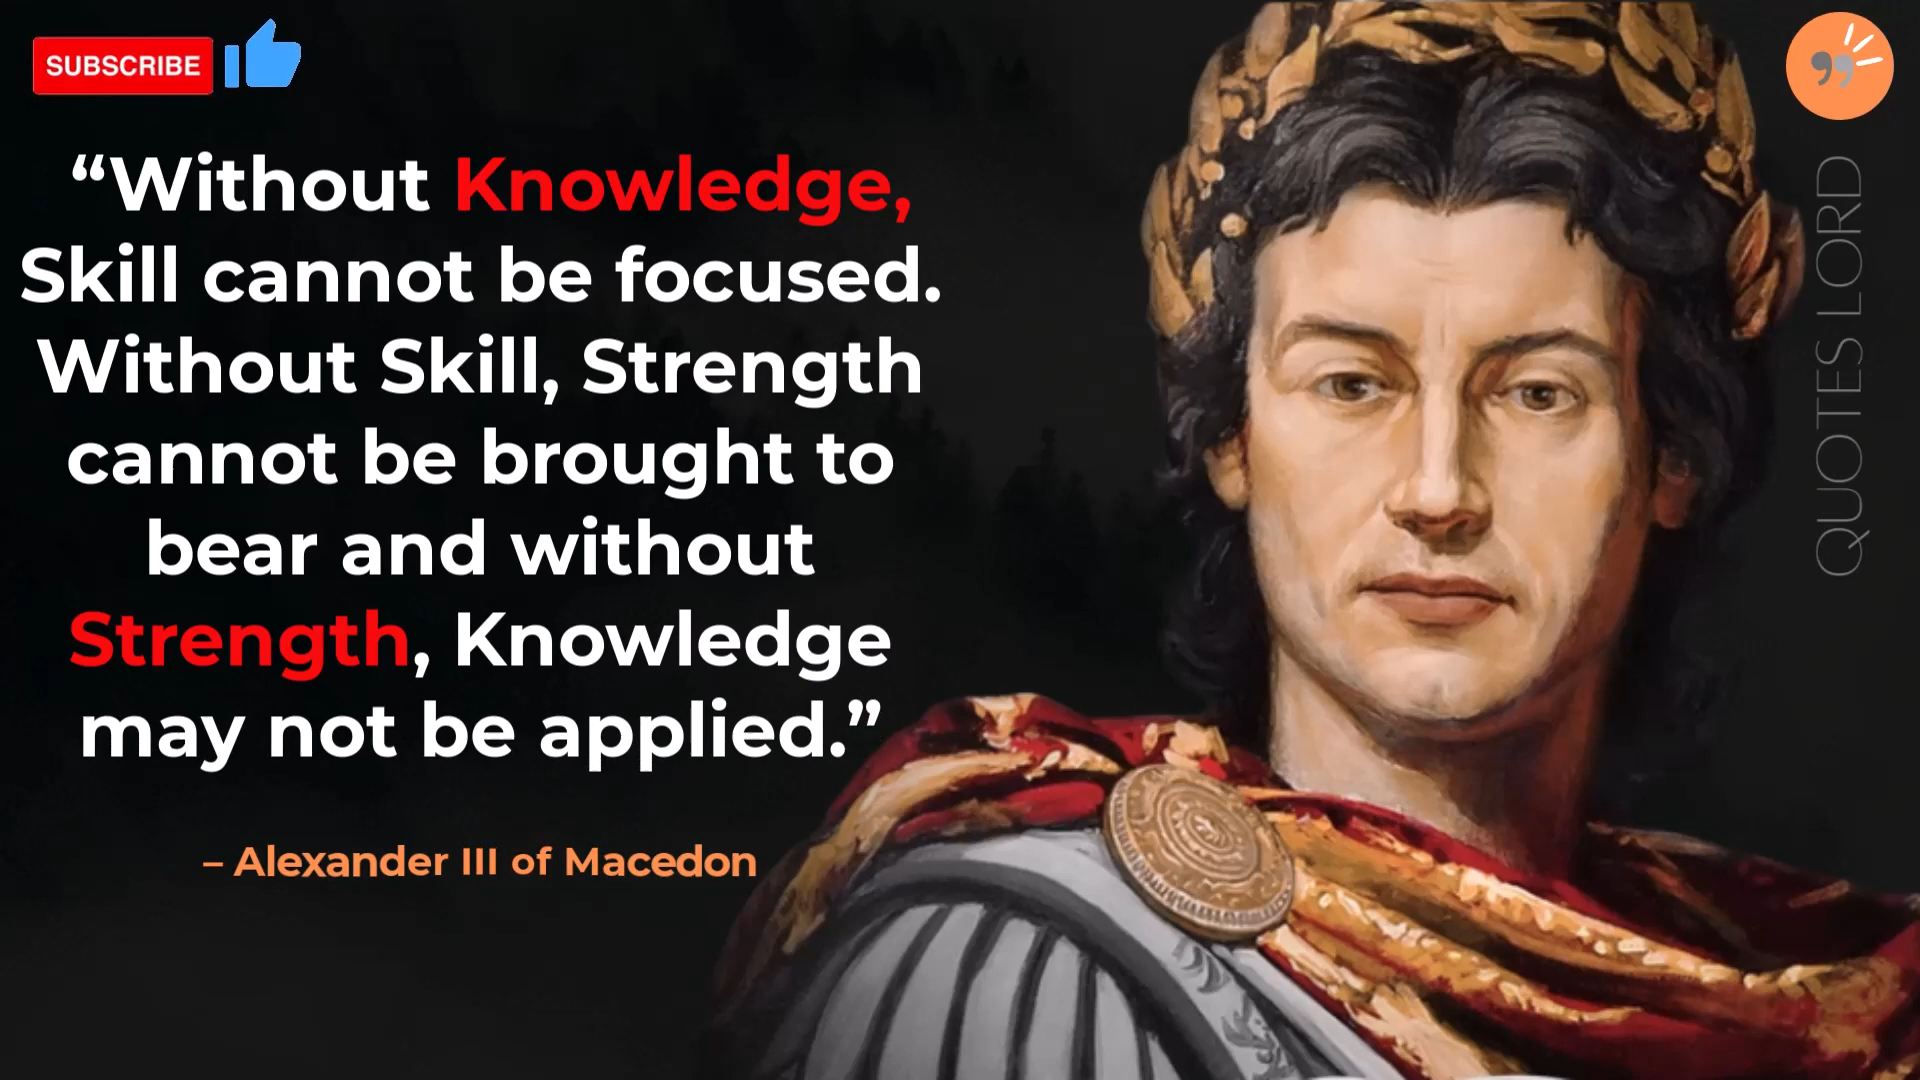 SUBSCRIBE
“Without Knowledge,
Skill cannot be focused.
Without Skill, Strength
cannot be brought to
bear and without
Strength, Knowledge
may not be applied.”
– Alexander III of Macedon
QUOTES LORD